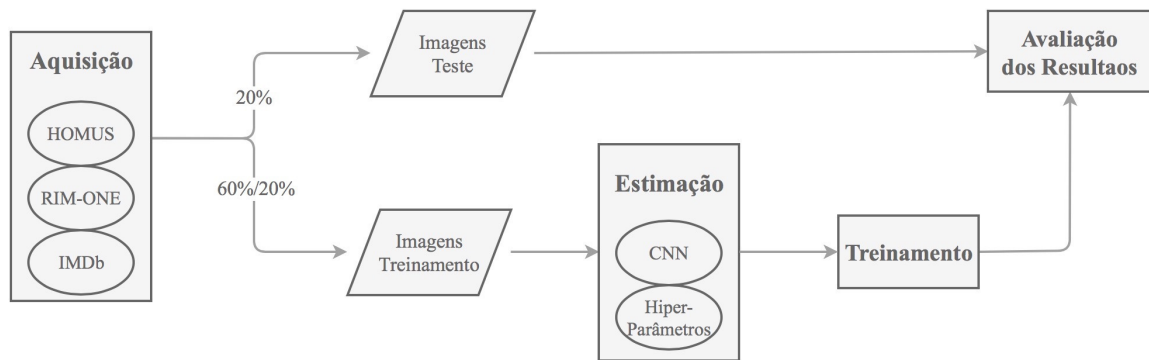 Aquisição
HOMUS
RIM-ONE
IMDb
20%
60%/20%
Imagens
Teste
Imagens
Treinamento
Estimação
CNN
Hiper-
Parâmetros
Treinamento
Avaliação
dos Resultaos